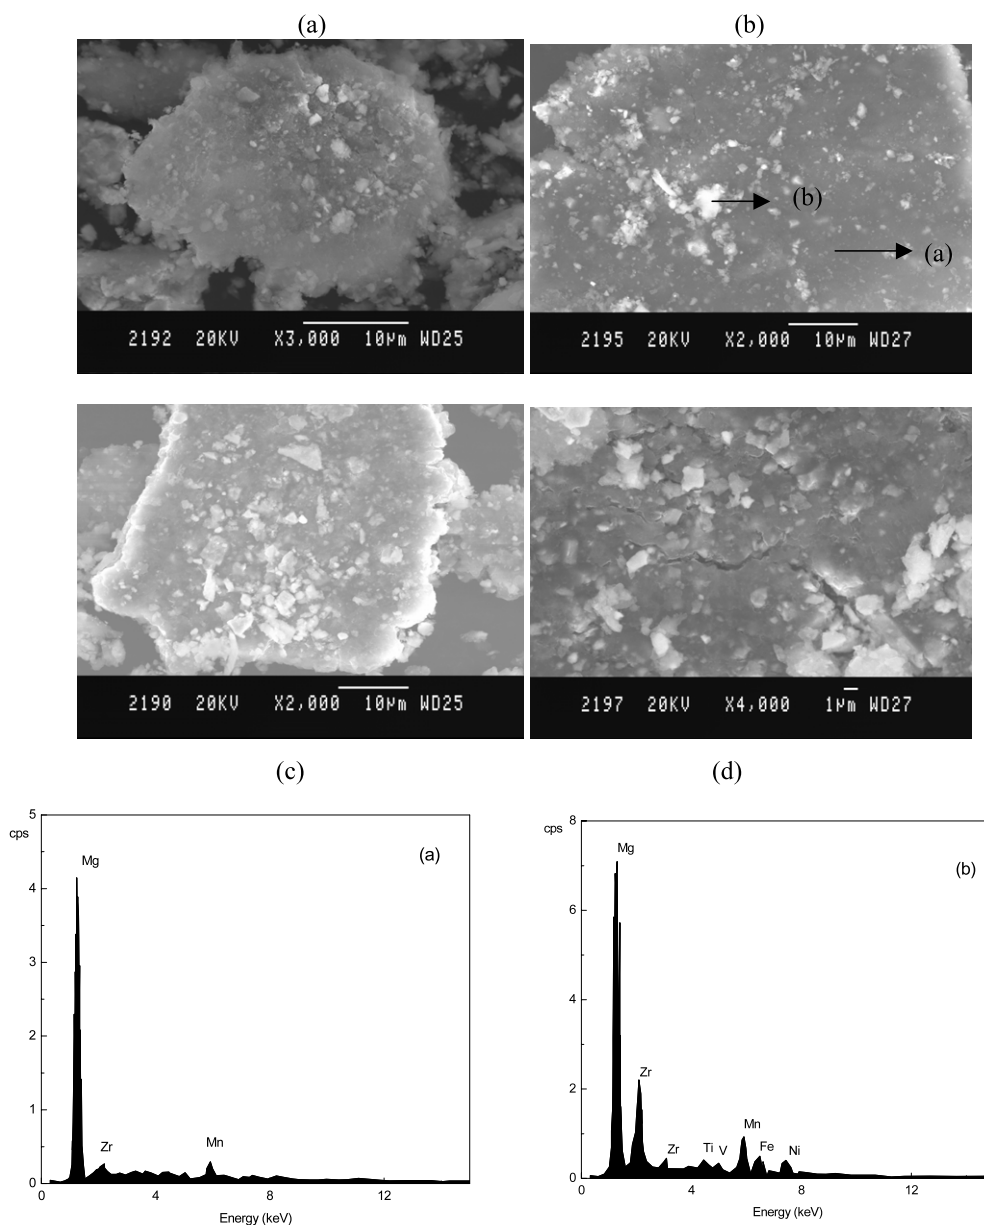 (a)
(b)
2192 20KV X3,000 10µm WD25
(b)
(a)
2195 20KV X2,000 10µm WD27
2190 20KV X2,000 10µm WD25
2197 20KV X4,000 1µm WD27
(c)
(d)
5
cps
Mg
(a)
4
3
2
1
Zr
Mn
0
0
4
8
12
Energy (keV)
8
cps
Mg
(b)
6
4
2
Zr
Zr
Ti
V
Mn
Fe
Ni
0
0
4
8
12
Energy (keV)